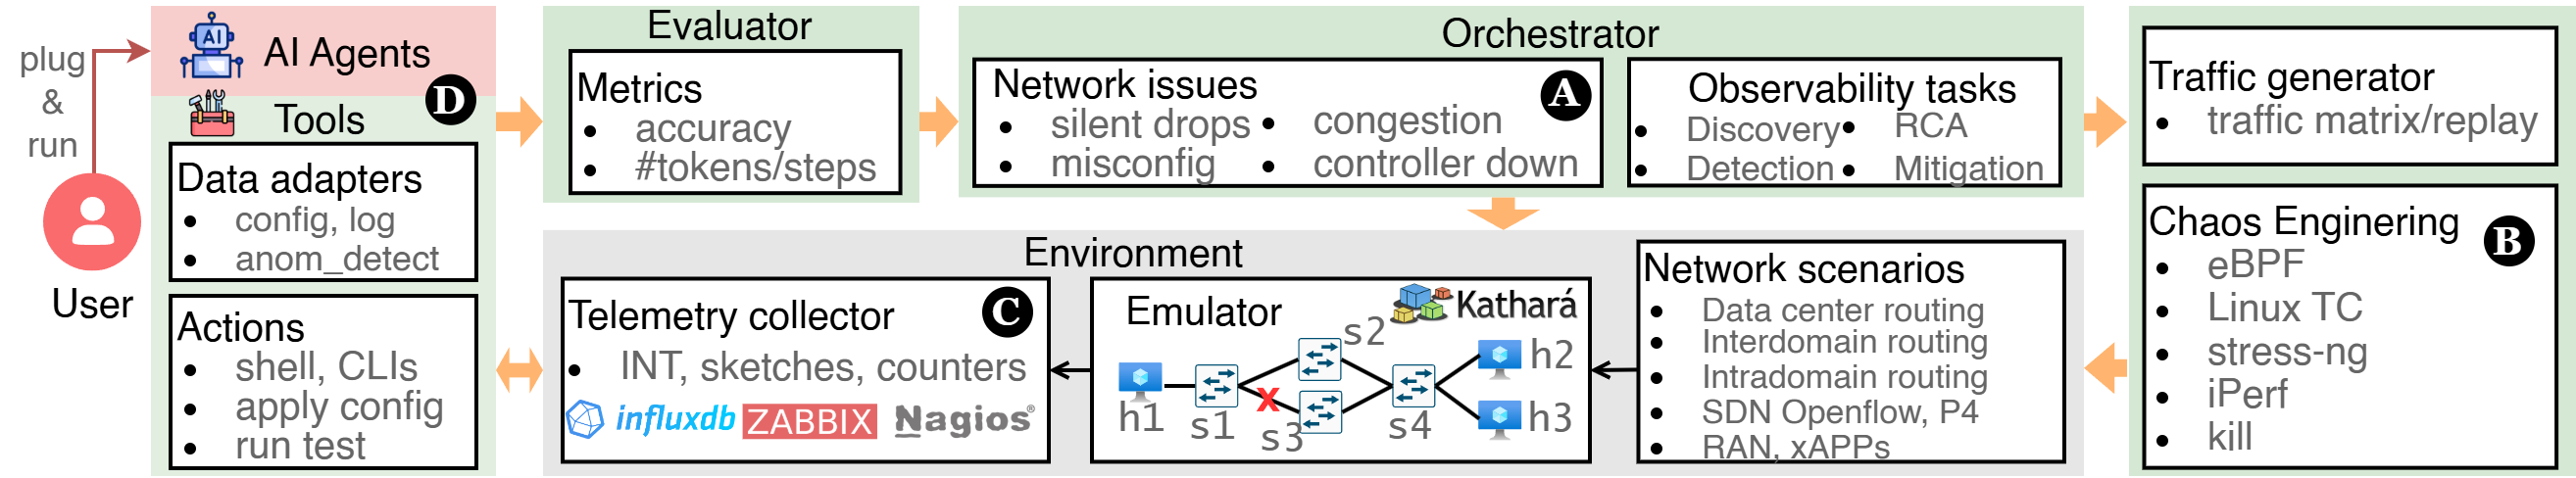 plug
&
run
User
AI
AI Agents
D
Tools
Data adapters
• config, log
• anom_detect
Actions
• shell, CLIs
• apply config
• run test
Evaluator
Metrics
• accuracy
• #tokens/steps
Orchestrator
Network issues
A
• silent drops
• misconfig
• congestion
• controller down
Observability tasks
• Discovery
• Detection
• RCA
• Mitigation
Traffic generator
• traffic matrix/replay
Chaos Enginering
B
• eBPF
• Linux TC
• stress-ng
• iPerf
• kill
Environment
Telemetry collector
C
• INT, sketches, counters
influxdb
ZABBIX
Nagios®
Emulator
Kathará
h1
s1
s2
s3
s4
h2
h3
X
Network scenarios
• Data center routing
• Interdomain routing
• Intradomain routing
• SDN Openflow, P4
• RAN, xAPPs